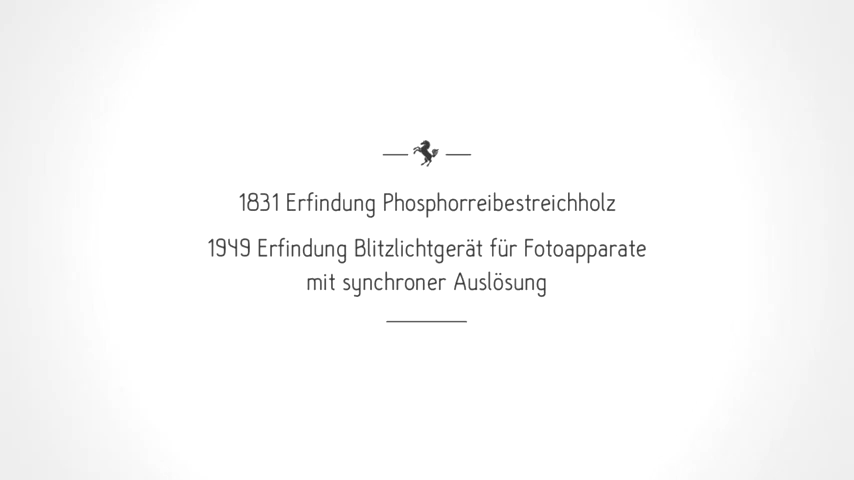 1831 Erfindung Phosphorreibestreichholz
1949 Erfindung Blitzlichtgerät für Fotoapparate
mit synchroner Auslösung